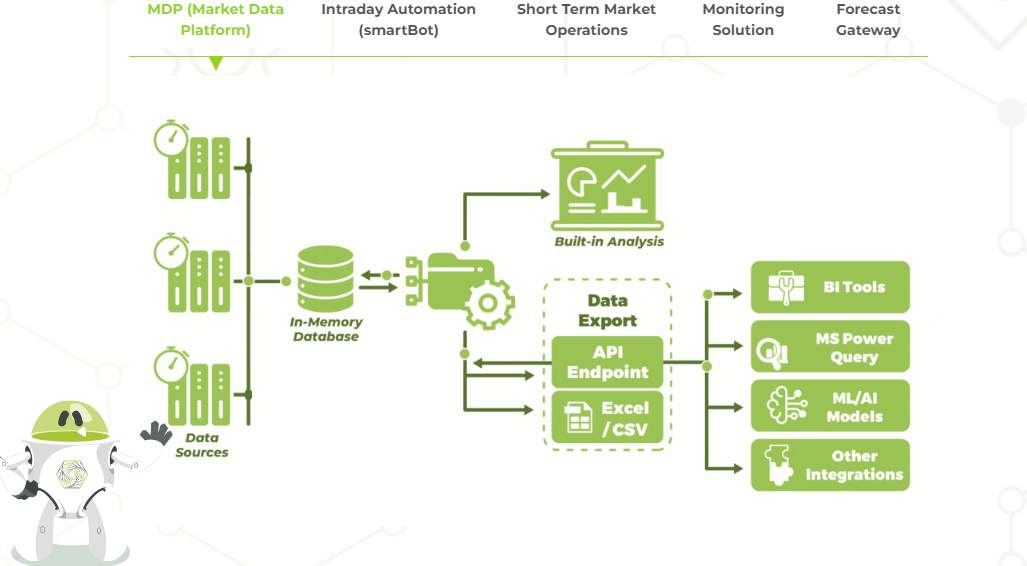 MDP (Market Data
Platform)
Intraday Automation
(smartBot)
Short Term Market
Operations
Monitoring
Solution
Forecast
Gateway
Data
Sources
In-Memory
Database
Built-in Analysis
Data
Export
API
Endpoint
Excel
/ CSV
BI Tools
MS Power
Query
ML/AI
Models
Other
Integrations